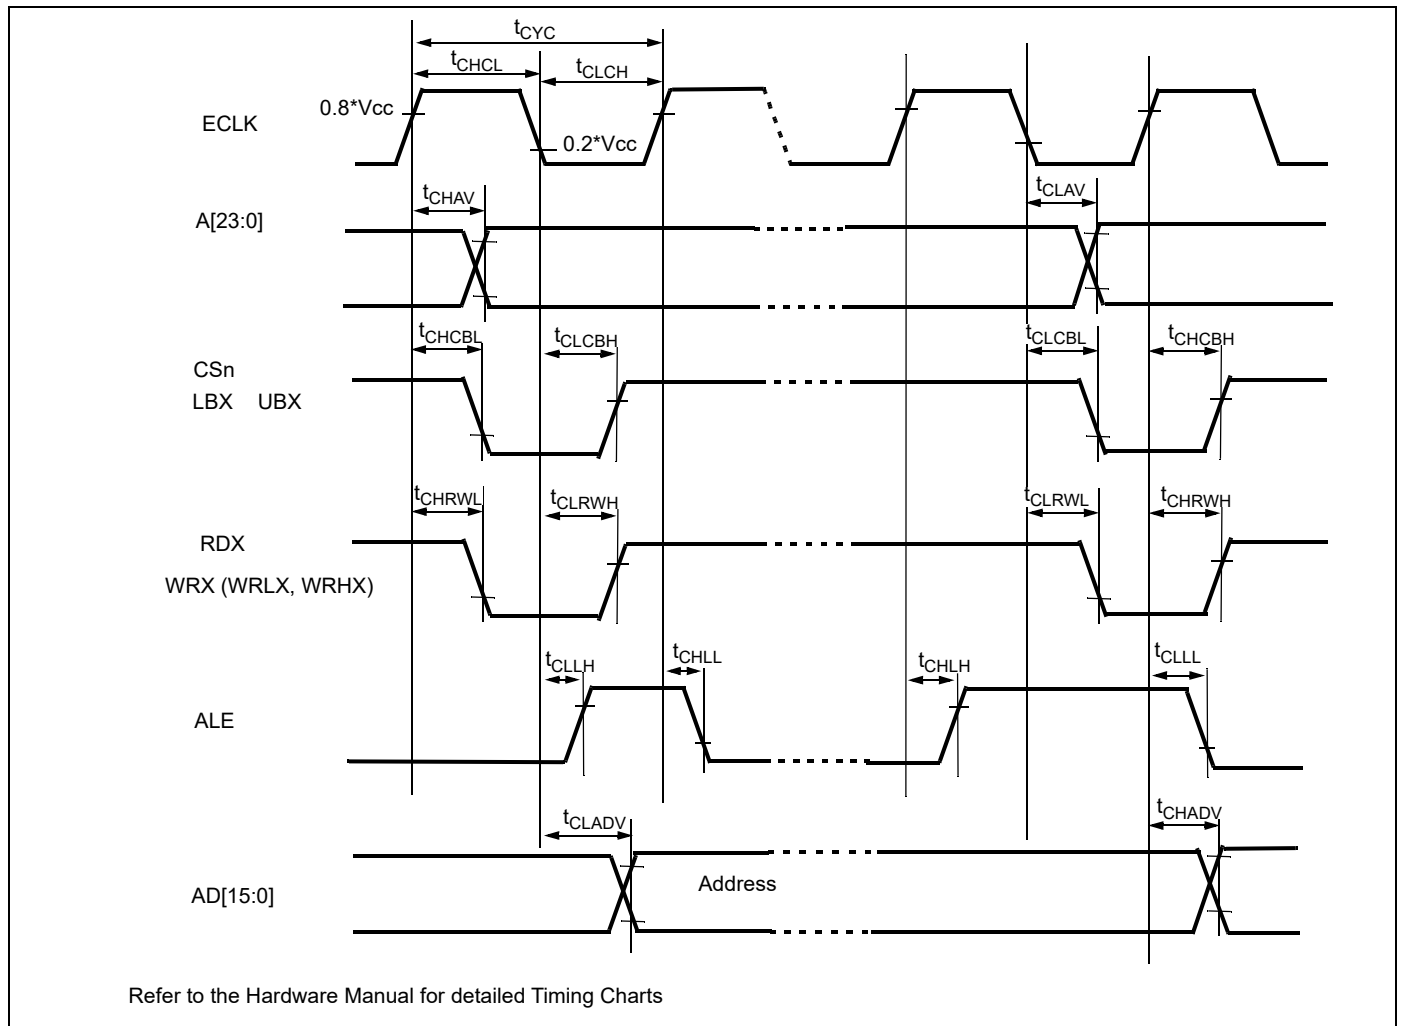 tCYC
tCHCL
tCLCH
0.8*Vcc
ECLK
0.2*Vcc
tCHAV
tCLAV
A[23:0]
tCHCBL
tCLCBH
tCLCBL
tCHCBH
CSn
LBX UBX
tCHRWL
tCLRWH
tCLRWL
tCHRWH
RDX
WRX (WRLX, WRHX)
tCLLH
tCHLL
tCHLH
tCLLL
ALE
tCLADV
tCHADV
Address
AD[15:0]
Refer to the Hardware Manual for detailed Timing Charts